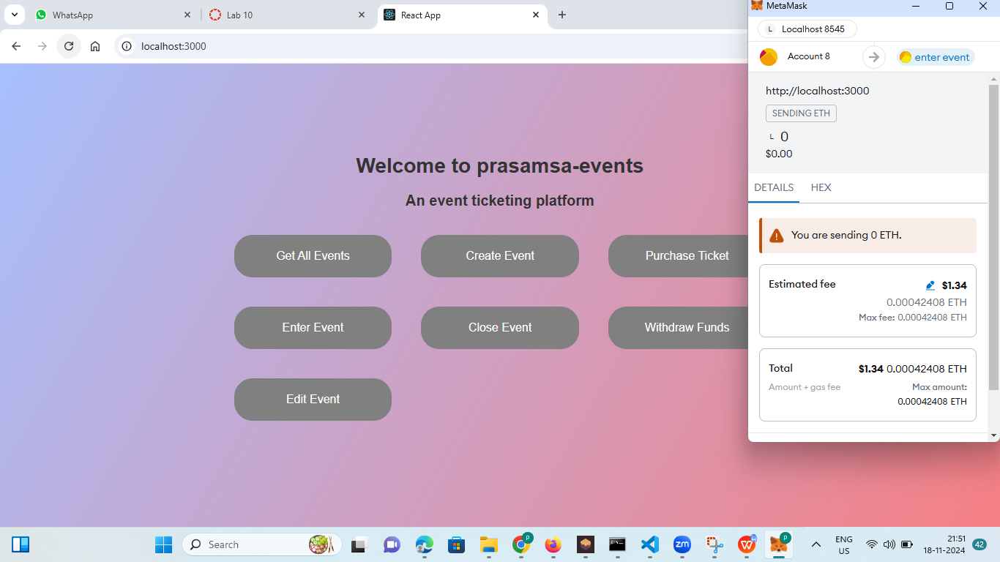 WhatsApp
Lab 10
React App
localhost:3000
Welcome to prasamsa-events
An event ticketing platform
Get All Events
Create Event
Purchase Ticket
Enter Event
Close Event
Withdraw Funds
Edit Event
MetaMask
L Localhost 8545
Account 8
enter event
http://localhost:3000
SENDING ETH
L 0
$0.00
DETAILS
HEX
You are sending 0 ETH.
Estimated fee
$1.34
0.00042408 ETH
Max fee: 0.00042408 ETH
Total
$1.34 0.00042408 ETH
Amount + gas fee
Max amount:
0.00042408 ETH
Search
P
zm
W
P
ENG
US
21:51
18-11-2024
42